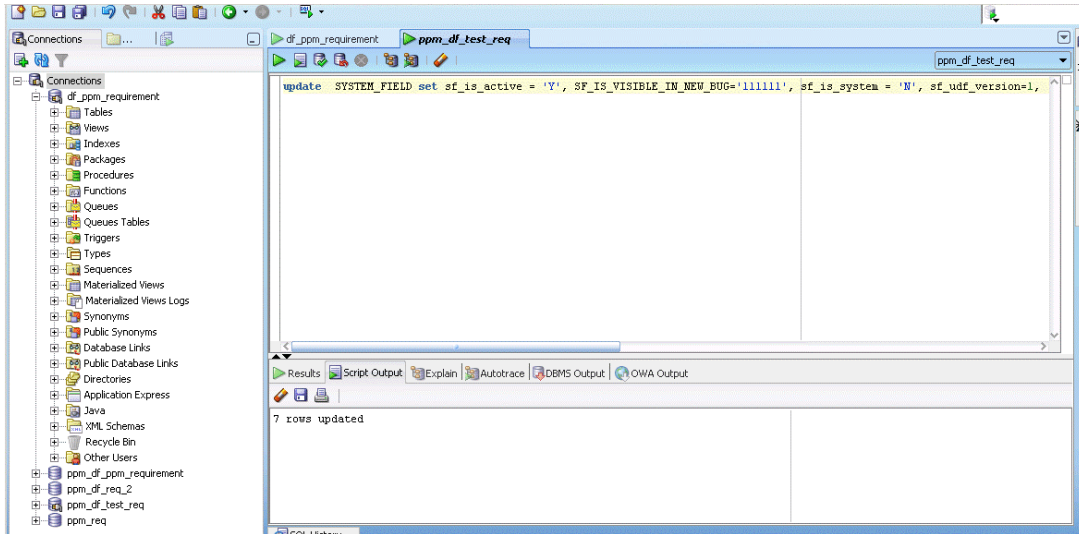 Connections
...
df_ppm_requirement
ppm_df_test_req
ppm_df_test_req
update SYSTEM_FIELD set sf_is_active = 'Y', SF_IS_VISIBLE_IN_NEW_BUG='111111', sf_is_system = 'N', sf_udf_version=1,
Connections
df_ppm_requirement
Tables
Views
Indexes
Packages
Procedures
Functions
Queues
Queues Tables
Triggers
Types
Sequences
Materialized Views
Materialized Views Logs
Synonyms
Public Synonyms
Database Links
Public Database Links
Directories
Application Express
Java
XML Schemas
Recycle Bin
Other Users
ppm_df_ppm_requirement
ppm_df_req_2
ppm_df_test_req
ppm_req
Results Script Output Explain Autotrace DBMS Output OWA Output
7 rows updated